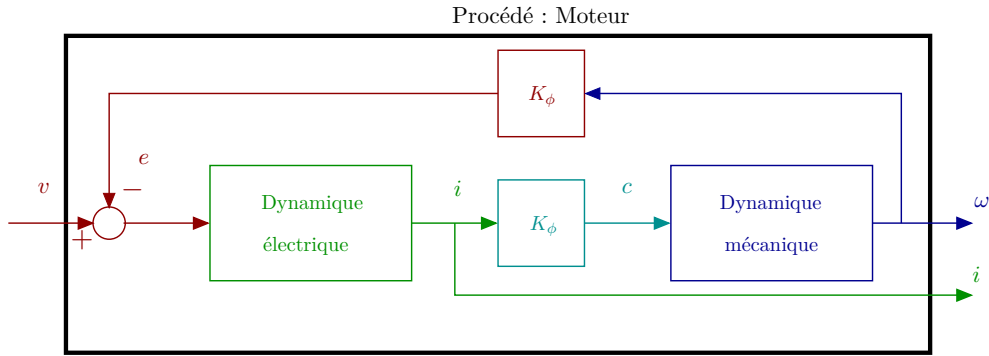 Procédé : Moteur
K_ϕ
e
−
v
+
Dynamique
électrique
i
K_ϕ
c
Dynamique
mécanique
ω
i